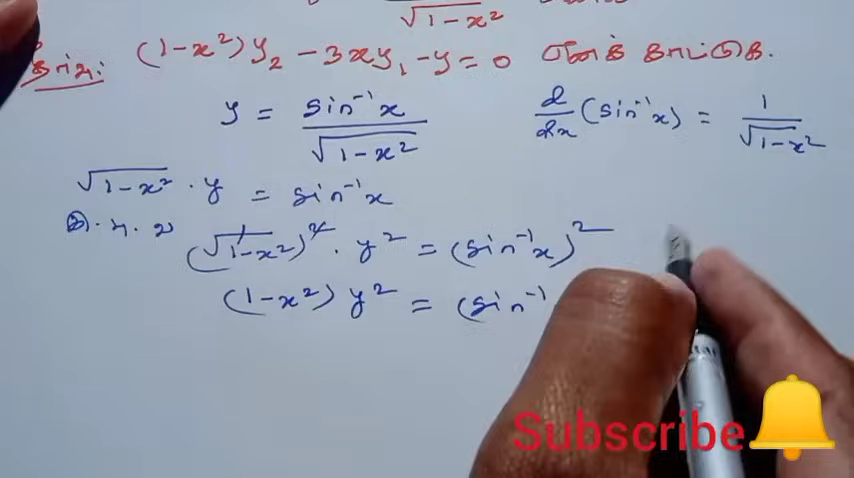 √(1-x²)
(1-x²)y₂ - 3xy₁ - y = 0 எனக் காட்டுக.
y = sin⁻¹x / √(1-x²)    d/dx (sin⁻¹x) = 1 / √(1-x²)
√(1-x²) · y = sin⁻¹x
இ.பு.வ (√(1-x²))² · y² = (sin⁻¹x)²
(1-x²) y² = (sin⁻¹
Subscribe